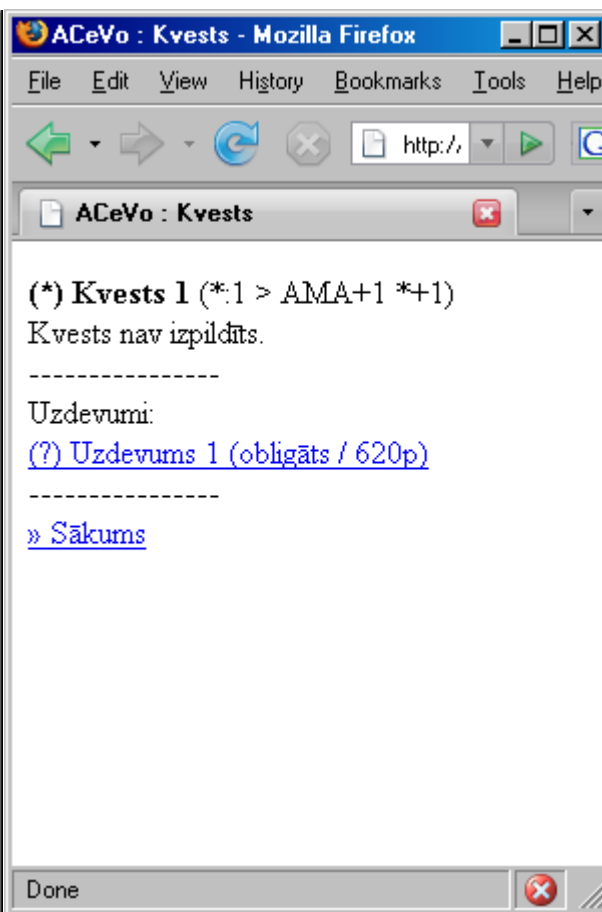 ACeVo : Kvests - Mozilla Firefox
File Edit View History Bookmarks Tools Help
http:/
ACeVo : Kvests
(*) Kvests 1 (*:1 > AMA+1 *+1)
Kvests nav izpildīts.
----------------
Uzdevumi:
(?) Uzdevums 1 (obligāts / 620p)
----------------
» Sākums
Done